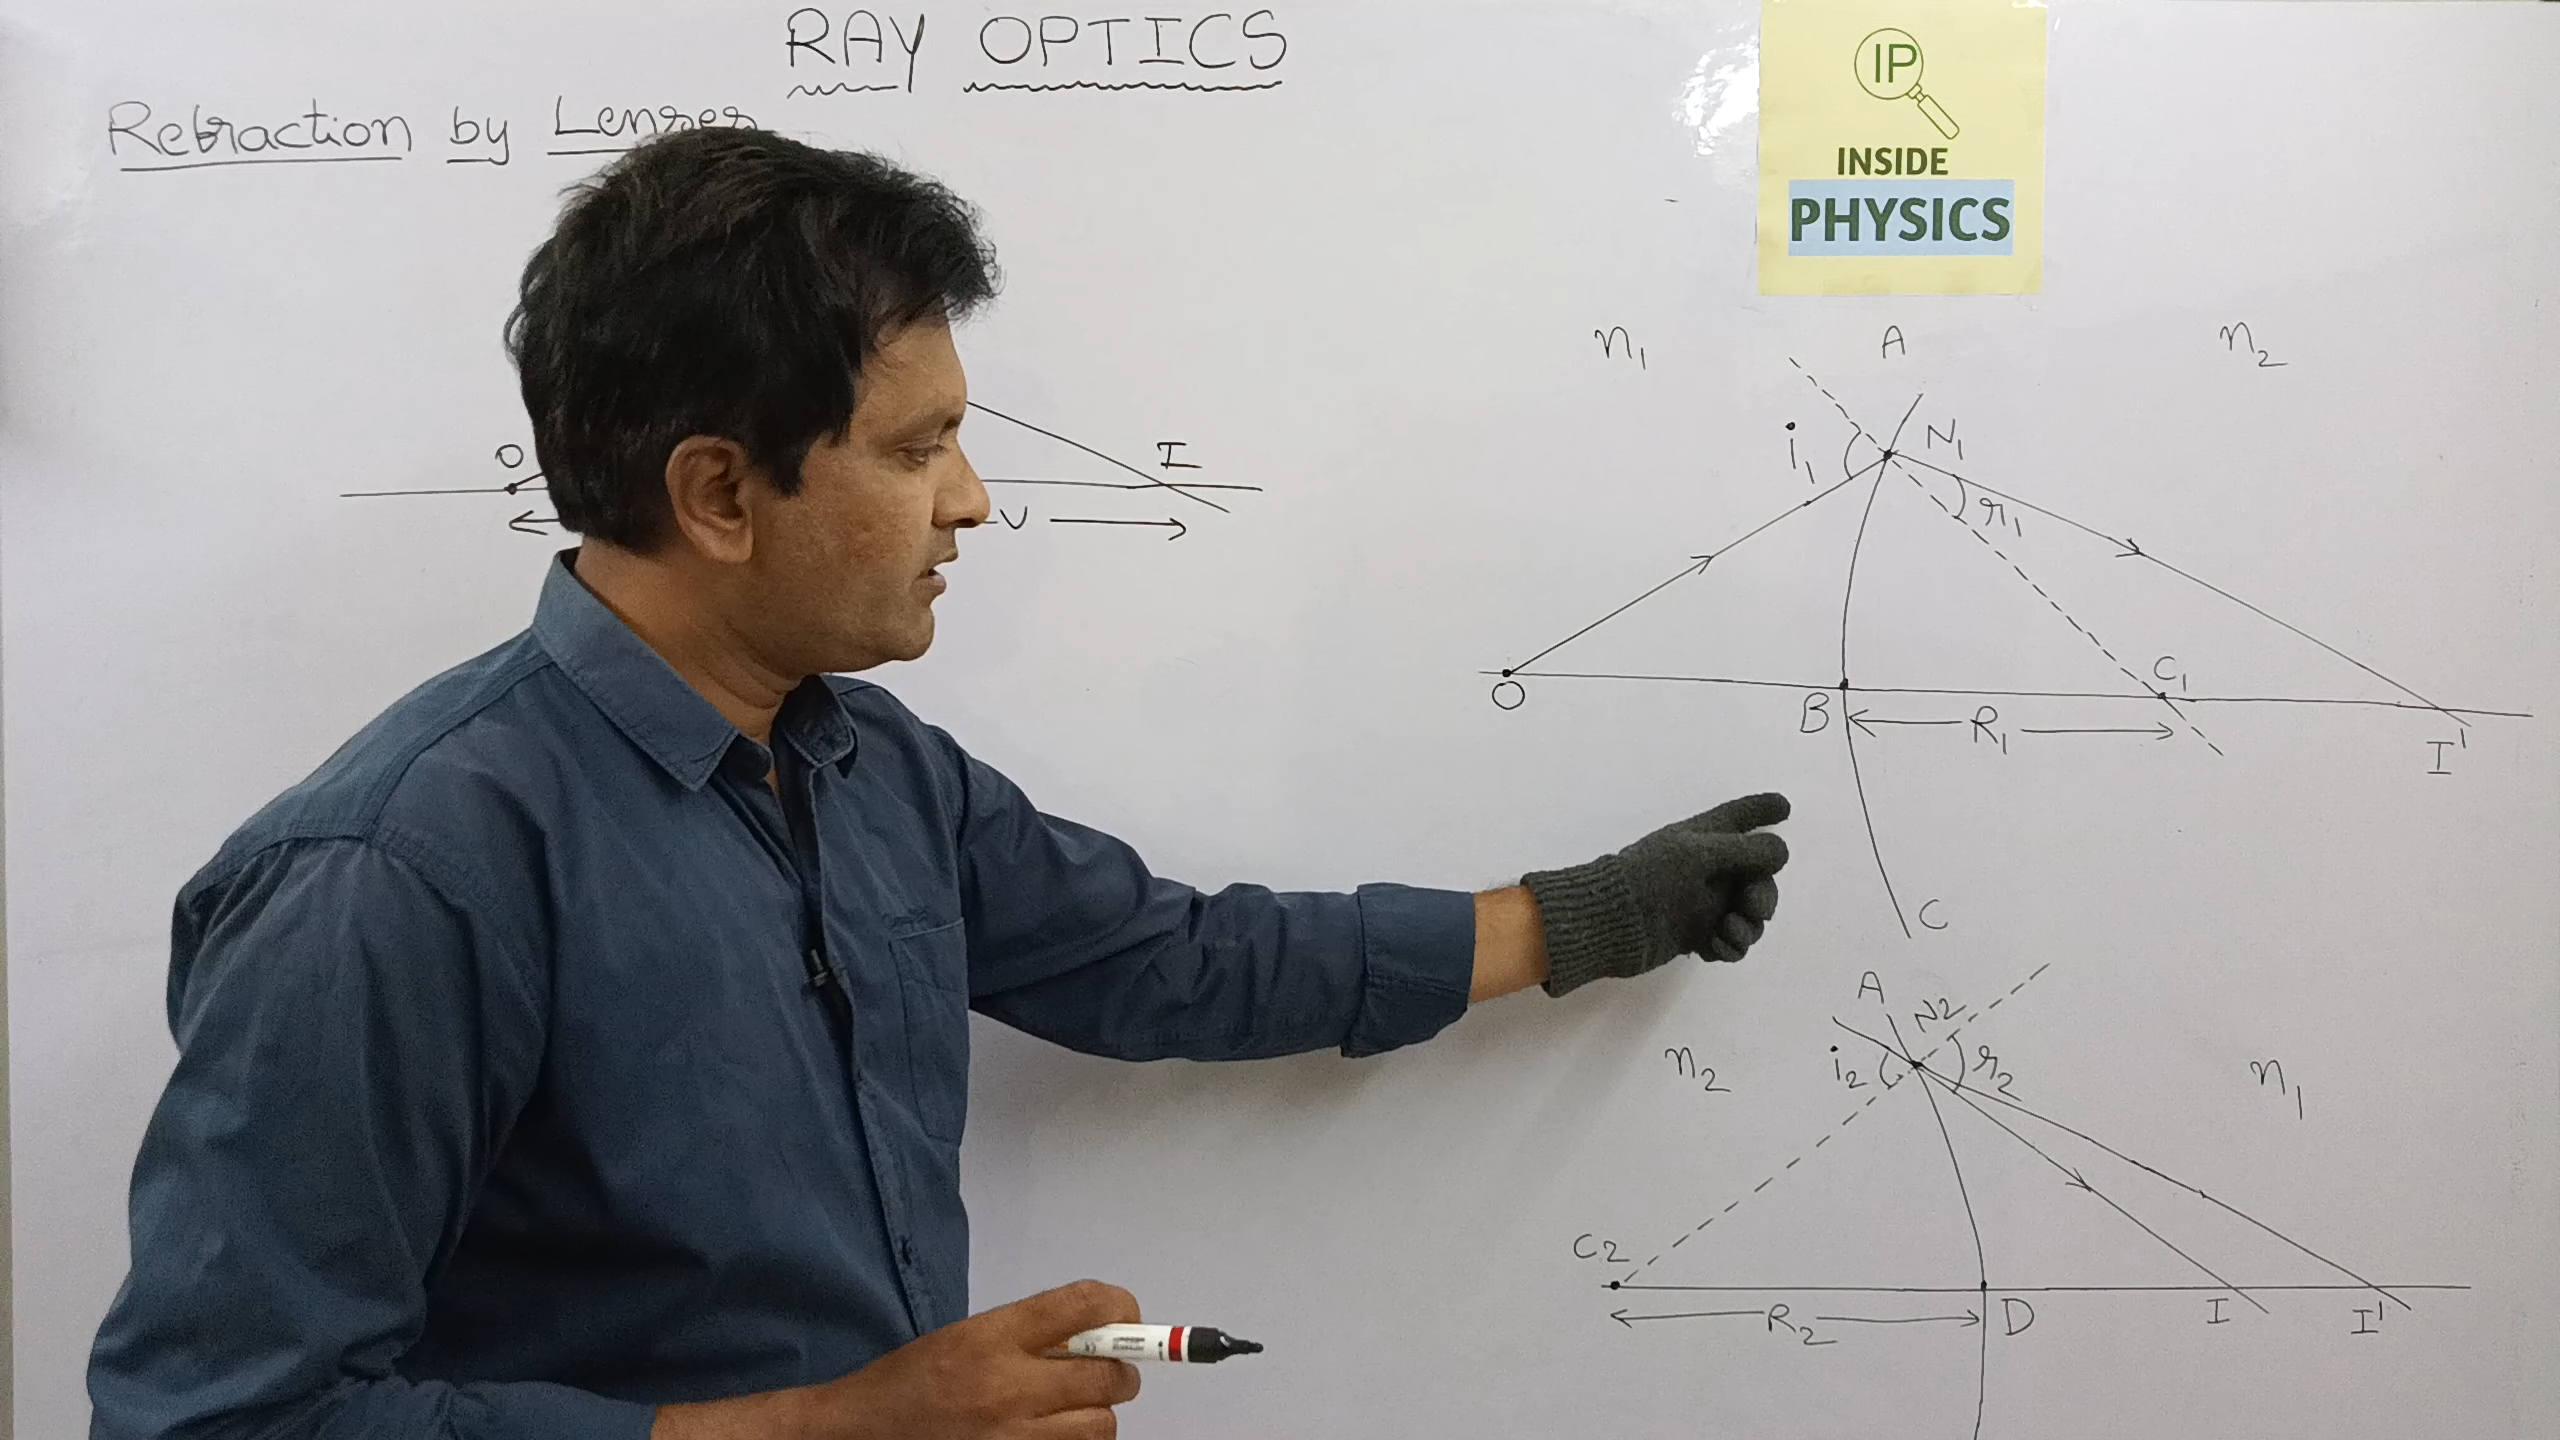 RAY OPTICS
Refraction by Lenses
IP
INSIDE
PHYSICS
O
I
V
n₁
A
n₂
i₁
N₁
r₁
O
B
R₁
C₁
I'
C
A
N₂
n₂
i₂
r₂
n₁
C₂
R₂
D
I
I'